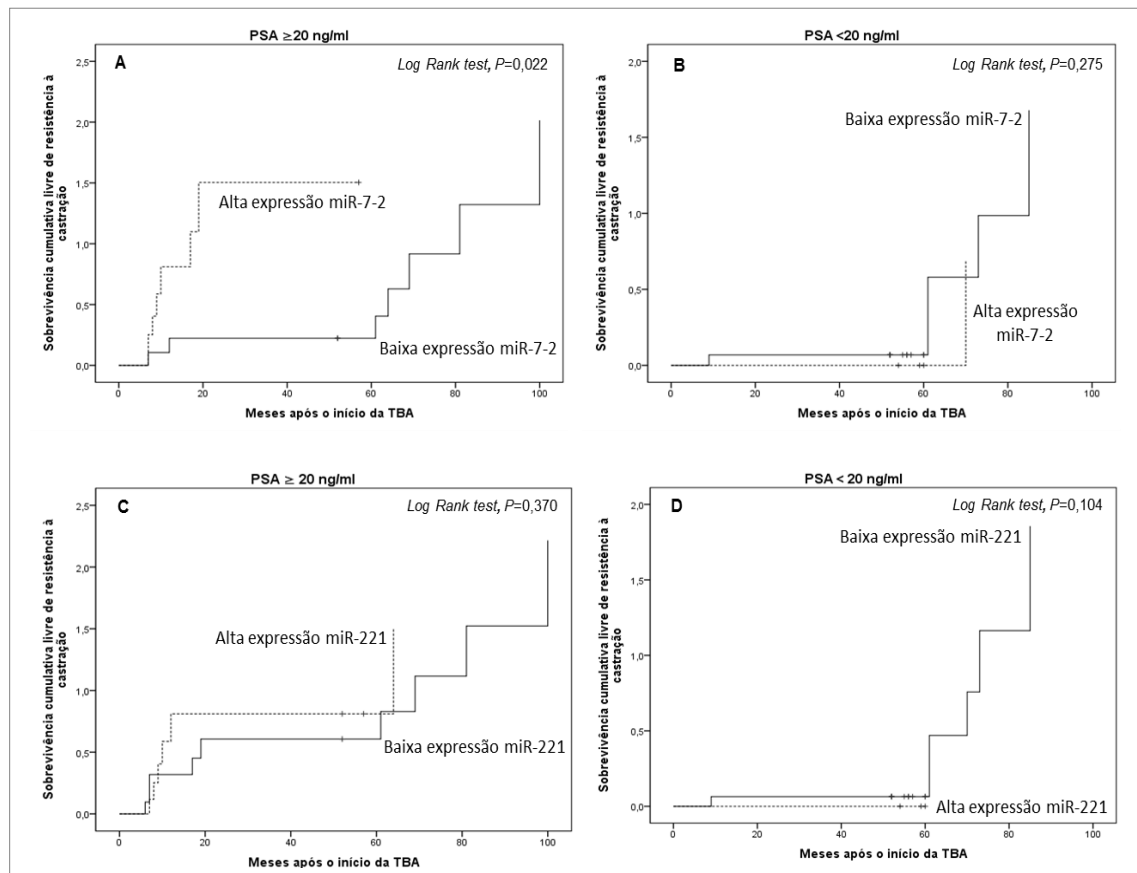 PSA ≥20 ng/ml
A
Log Rank test, P=0,022
Sobrevivência cumulativa livre de resistência à
castração
2,5
2,0
1,5
1,0
0,5
0,0
Alta expressão miR-7-2
Baixa expressão miR-7-2
0 20 40 60 80 100
Meses após o início da TBA
PSA <20 ng/ml
B
Log Rank test, P=0,275
Sobrevivência cumulativa livre de resistência à
castração
2,0
1,5
1,0
0,5
0,0
Baixa expressão miR-7-2
Alta expressão
miR-7-2
0 20 40 60 80 100
Meses após o início da TBA
PSA ≥ 20 ng/ml
C
Log Rank test, P=0,370
Sobrevivência cumulativa livre de resistência à
castração
2,5
2,0
1,5
1,0
0,5
0,0
Alta expressão miR-221
Baixa expressão miR-221
0 20 40 60 80 100
Meses após o início da TBA
PSA < 20 ng/ml
D
Log Rank test, P=0,104
Sobrevivência cumulativa livre de resistência à
castração
2,0
1,5
1,0
0,5
0,0
Baixa expressão miR-221
Alta expressão miR-221
0 20 40 60 80 100
Meses após o início da TBA